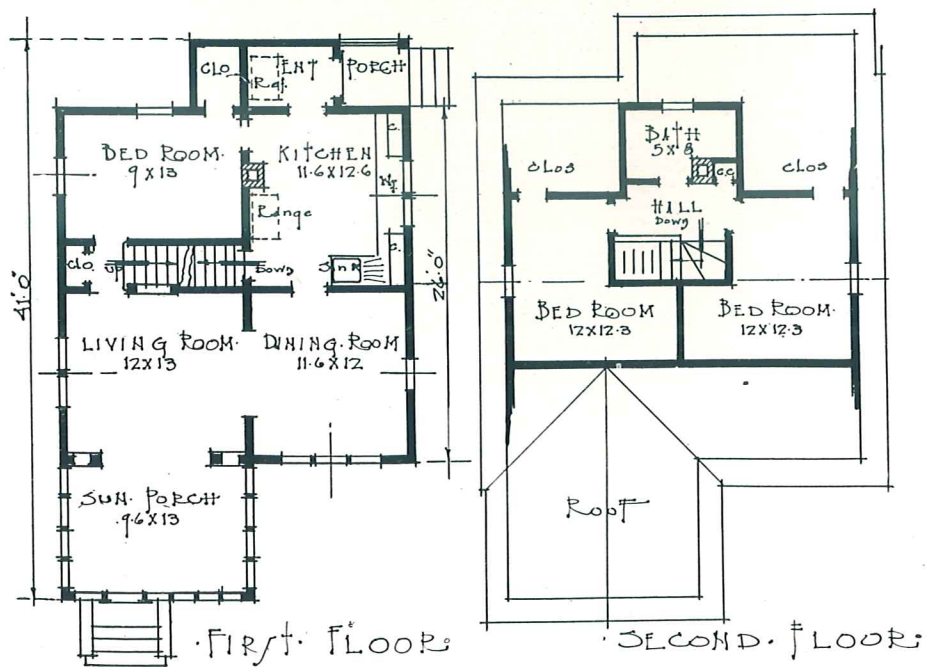 CLO
Ref.
ENT
PORCH
BED ROOM.
9 X 13
KITCHEN
11.6 X 12.6
C.
Range
C.
CLO.
UP
DOWN
SINK
41'.0"
26'.0"
LIVING ROOM.
12 X 13
DINING. ROOM
11.6 X 12
SUN. PORCH
9.6 X 13
.FIRST. FLOOR.
BATH
5 X 8
CLOS
CLOS
C.C.
HALL
DOWN
BED ROOM
12 X 12.3
BED ROOM.
12 X 12.3
ROOF
.SECOND. FLOOR.